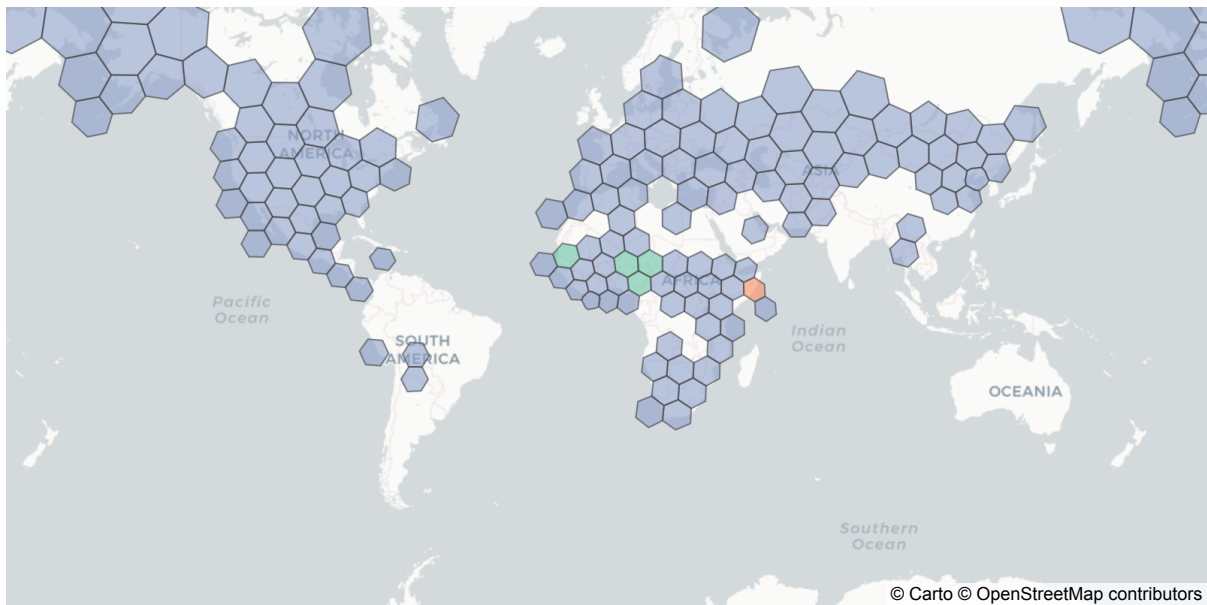 NORTH
AMERICA
ASIA
AFRICA
Pacific
Ocean
SOUTH
AMERICA
Indian
Ocean
OCEANIA
Southern
Ocean
© Carto © OpenStreetMap contributors